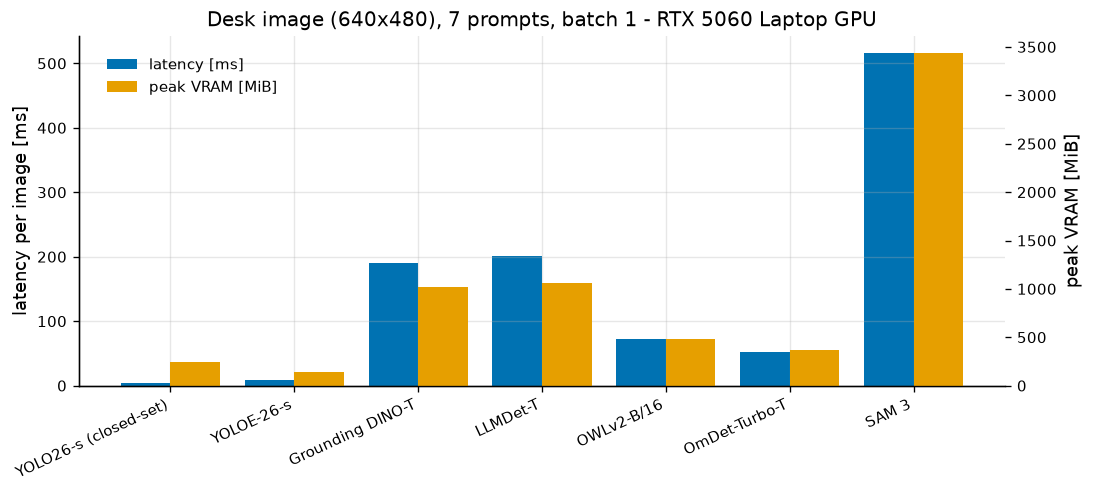 Desk image (640x480), 7 prompts, batch 1 - RTX 5060 Laptop GPU
latency [ms]
peak VRAM [MiB]
latency per image [ms]
500
400
300
200
100
0
peak VRAM [MiB]
3500
3000
2500
2000
1500
1000
500
0
YOLO26-s (closed-set)
YOLOE-26-s
Grounding DINO-T
LLMDet-T
OWLv2-B/16
OmDet-Turbo-T
SAM 3